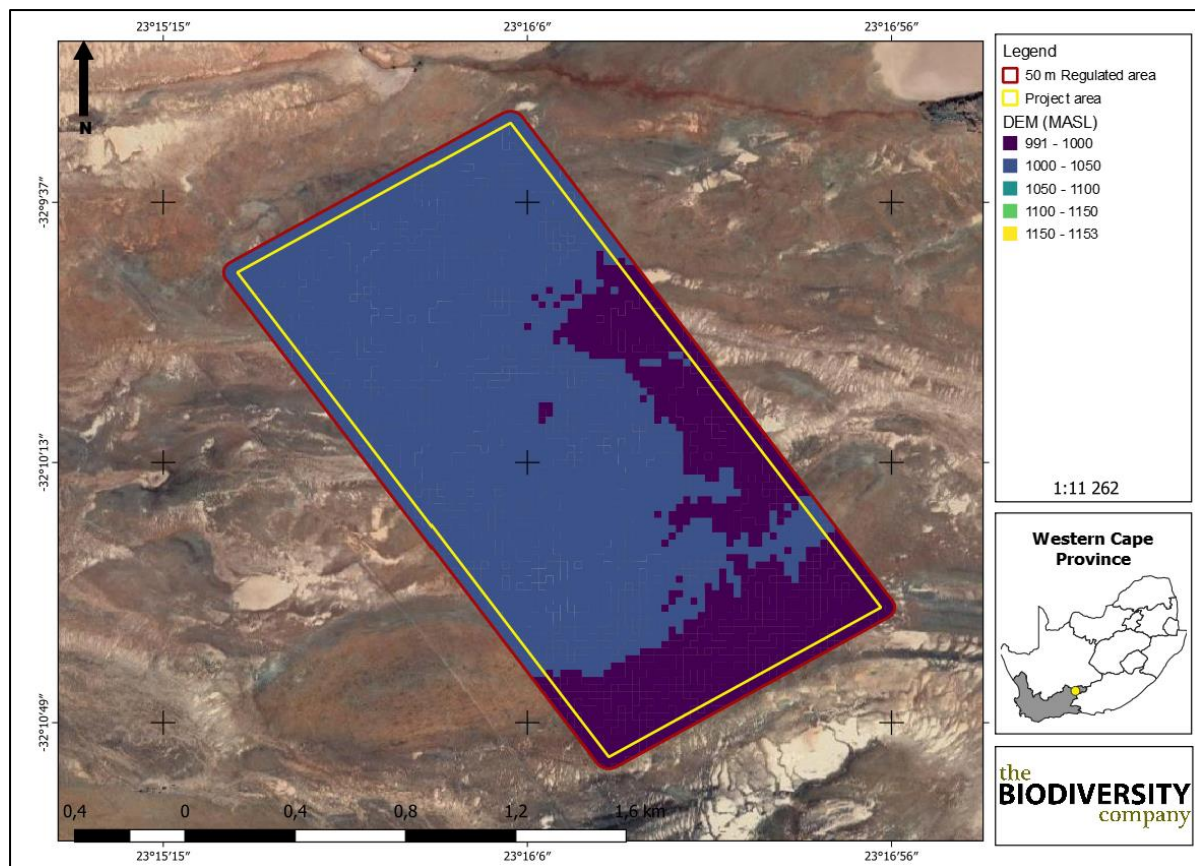 23°15′15″ 23°16′6″ 23°16′56″
N
-32°9′37″
-32°10′13″
-32°10′49″
0,4 0 0,4 0,8 1,2 1,6 km
23°15′15″ 23°16′6″ 23°16′56″
Legend
50 m Regulated area
Project area
DEM (MASL)
991 - 1000
1000 - 1050
1050 - 1100
1100 - 1150
1150 - 1153
1:11 262
Western Cape
Province
the
BIODIVERSITY
company